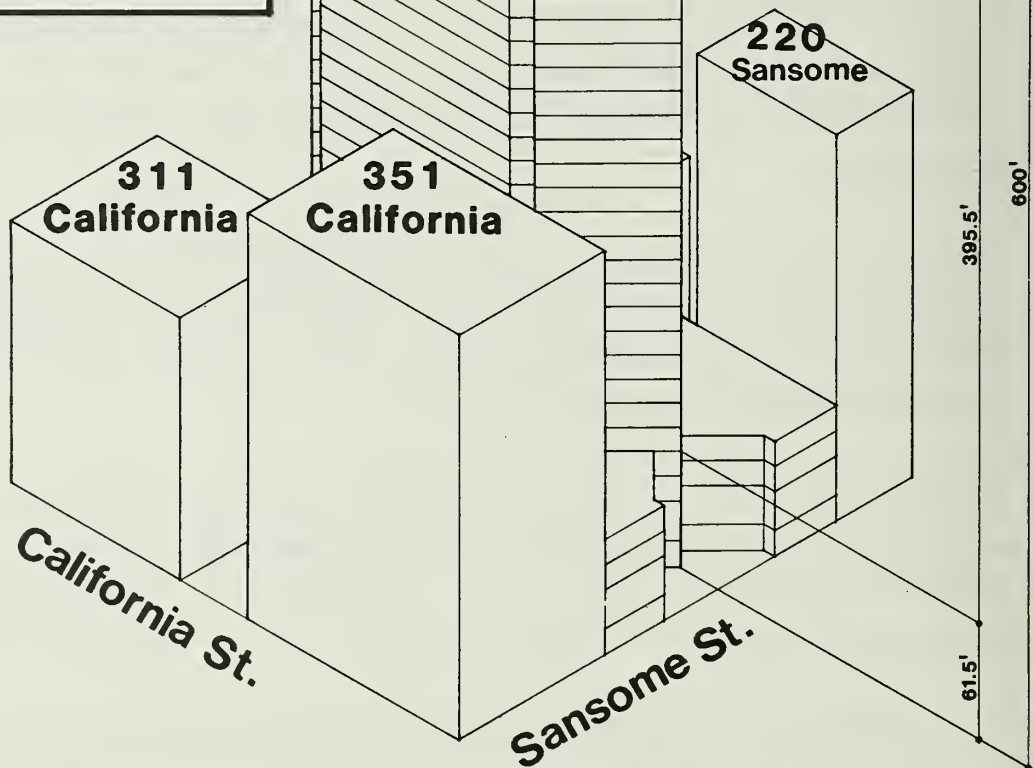 220
Sansome
311
California
351
California
600'
395.5'
61.5'
California St.
Sansome St.